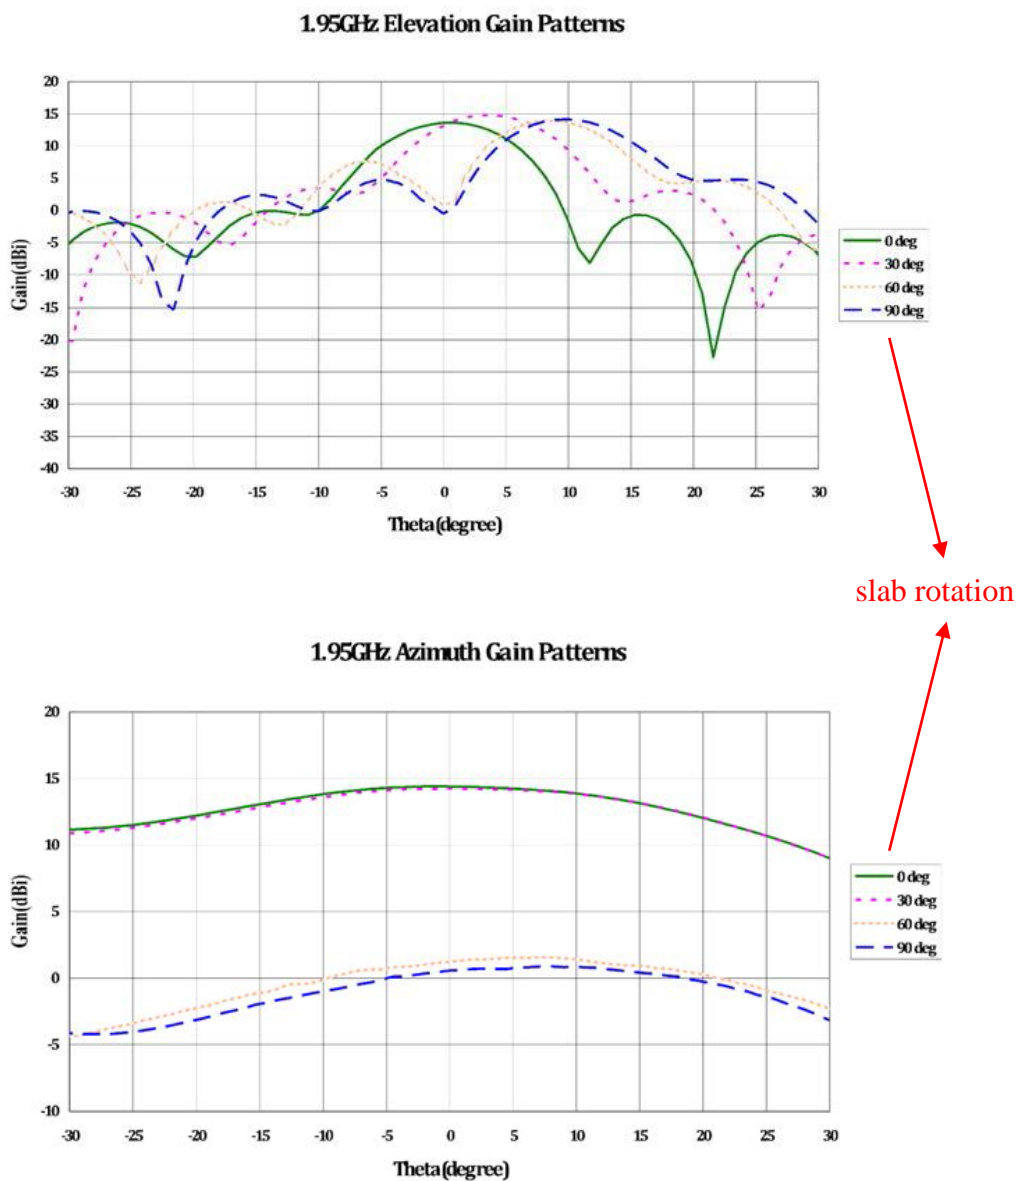 1.95GHz Elevation Gain Patterns
20
15
10
5
0
-5
-10
-15
-20
-25
-30
-35
-40
Gain(dBi)
-30 -25 -20 -15 -10 -5 0 5 10 15 20 25 30
Theta(degree)
0 deg
30 deg
60 deg
90 deg
slab rotation
1.95GHz Azimuth Gain Patterns
20
15
10
5
0
-5
-10
Gain(dBi)
-30 -25 -20 -15 -10 -5 0 5 10 15 20 25 30
Theta(degree)
0 deg
30 deg
60 deg
90 deg